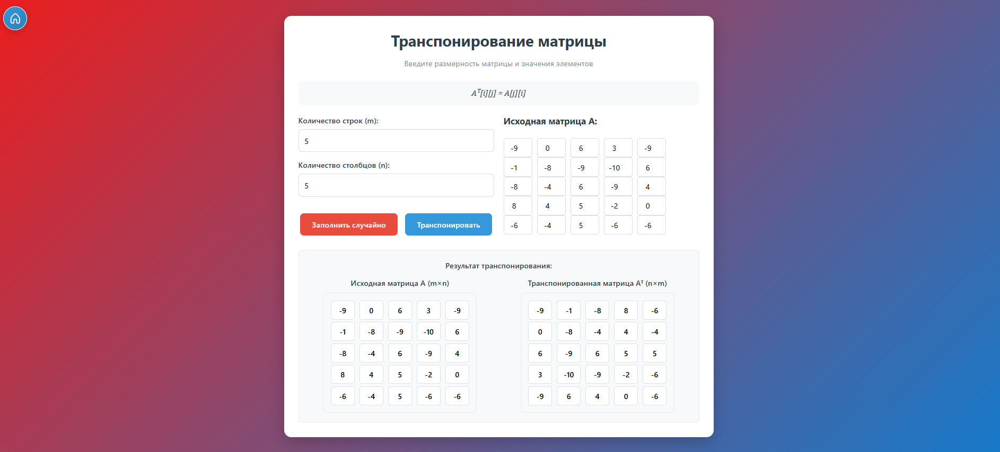 Транспонирование матрицы
Введите размерность матрицы и значения элементов
Aᵀ[i][j] = A[j][i]
Количество строк (m):
5
Количество столбцов (n):
5
Заполнить случайно Транспонировать
Исходная матрица A:
-9 0 6 3 -9
-1 -8 -9 -10 6
-8 -4 6 -9 4
8 4 5 -2 0
-6 -4 5 -6 -6
Результат транспонирования:
Исходная матрица A (m×n)
-9 0 6 3 -9
-1 -8 -9 -10 6
-8 -4 6 -9 4
8 4 5 -2 0
-6 -4 5 -6 -6
Транспонированная матрица Aᵀ (n×m)
-9 -1 -8 8 -6
0 -8 -4 4 -4
6 -9 6 5 5
3 -10 -9 -2 -6
-9 6 4 0 -6